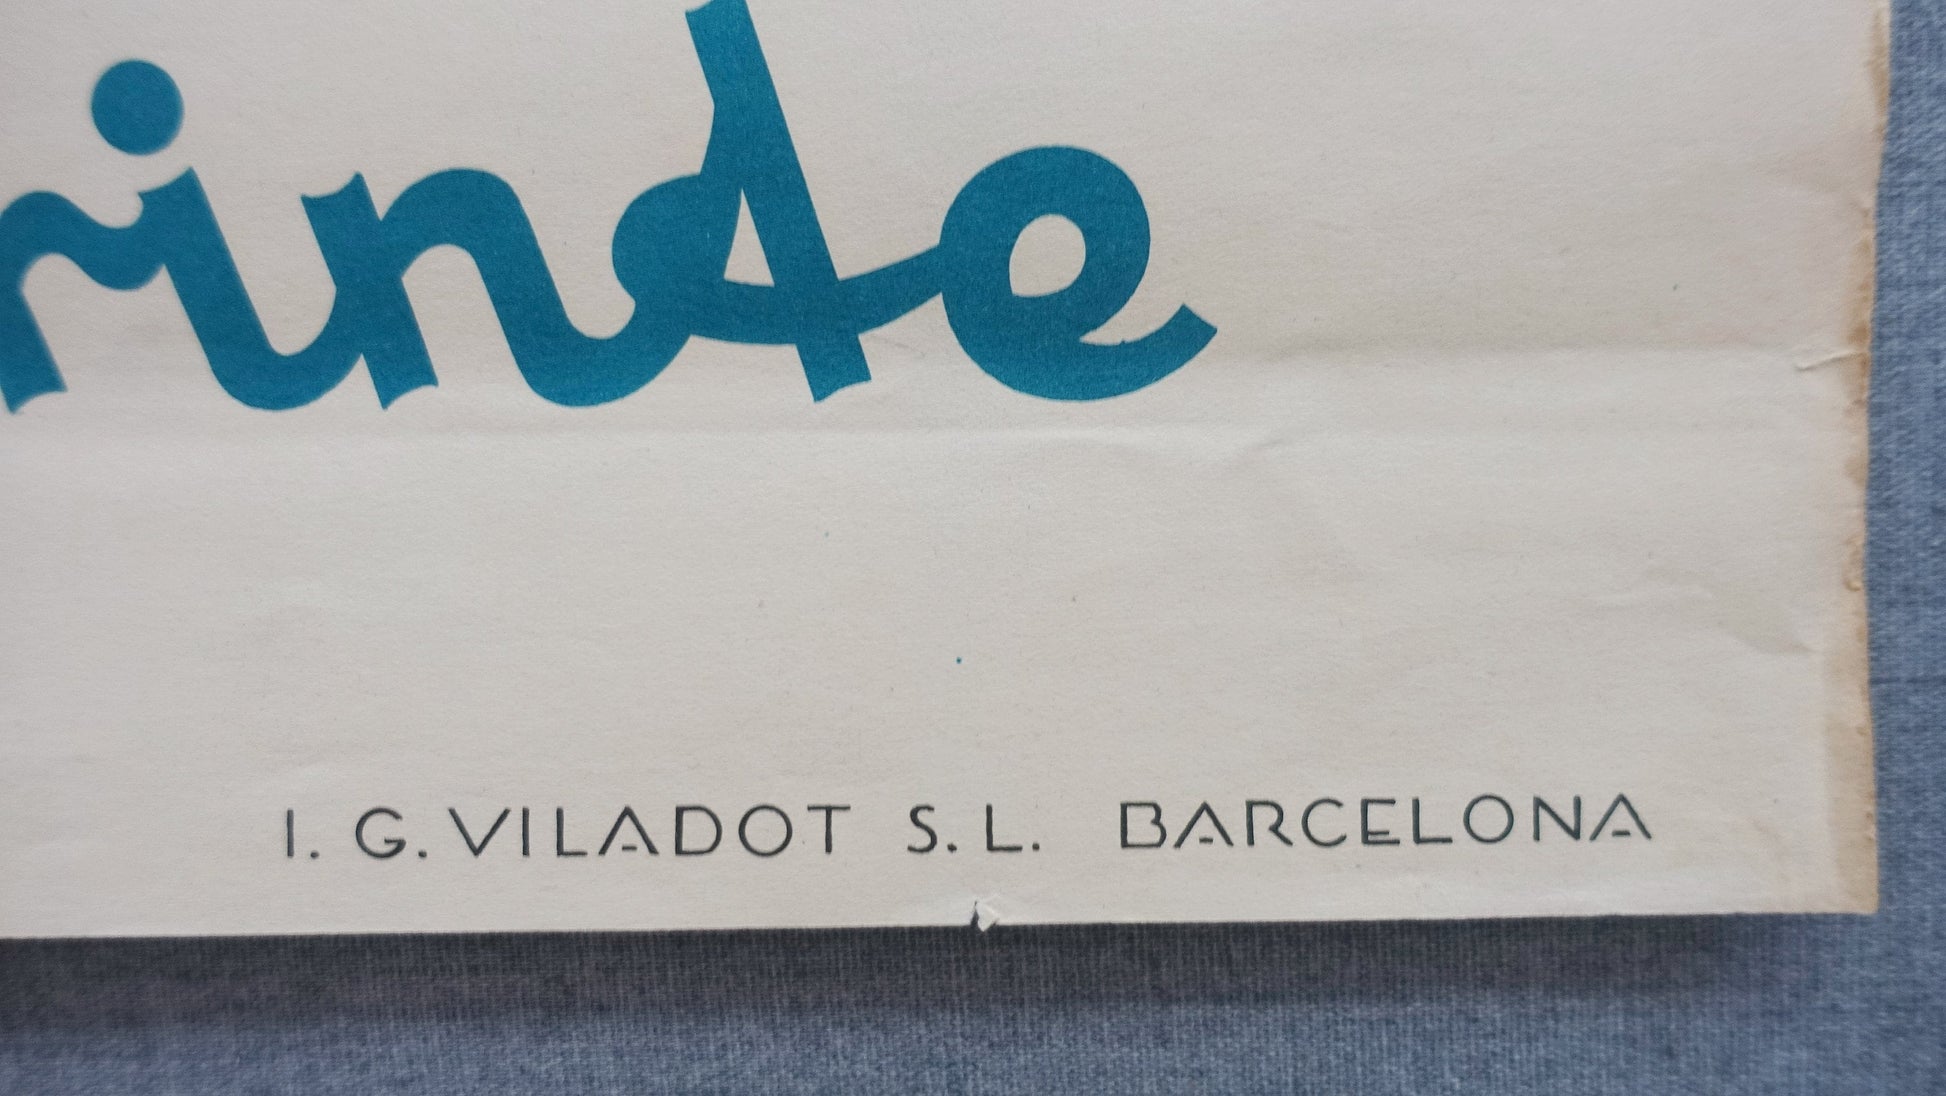 rinde
I. G. VILADOT S. L. BARCELONA